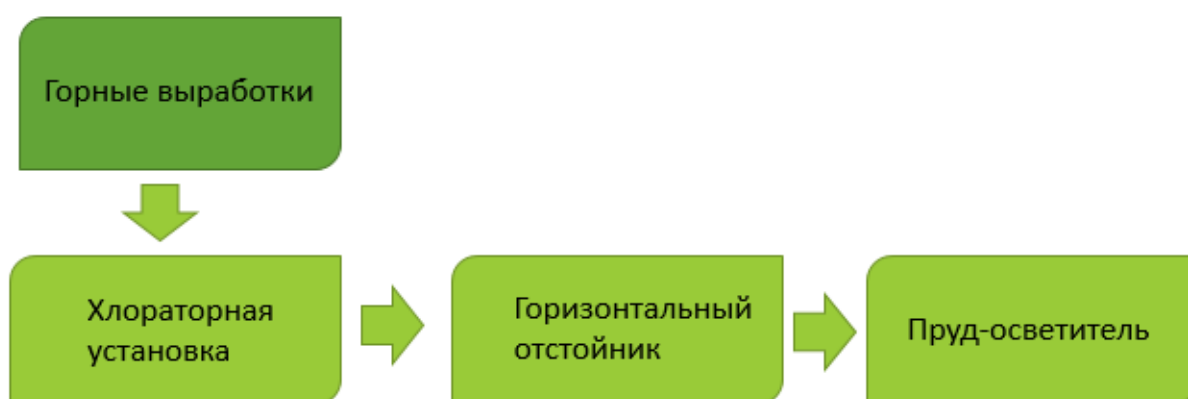 Горные выработки
Хлораторная
установка
Горизонтальный
отстойник
Пруд-осветитель